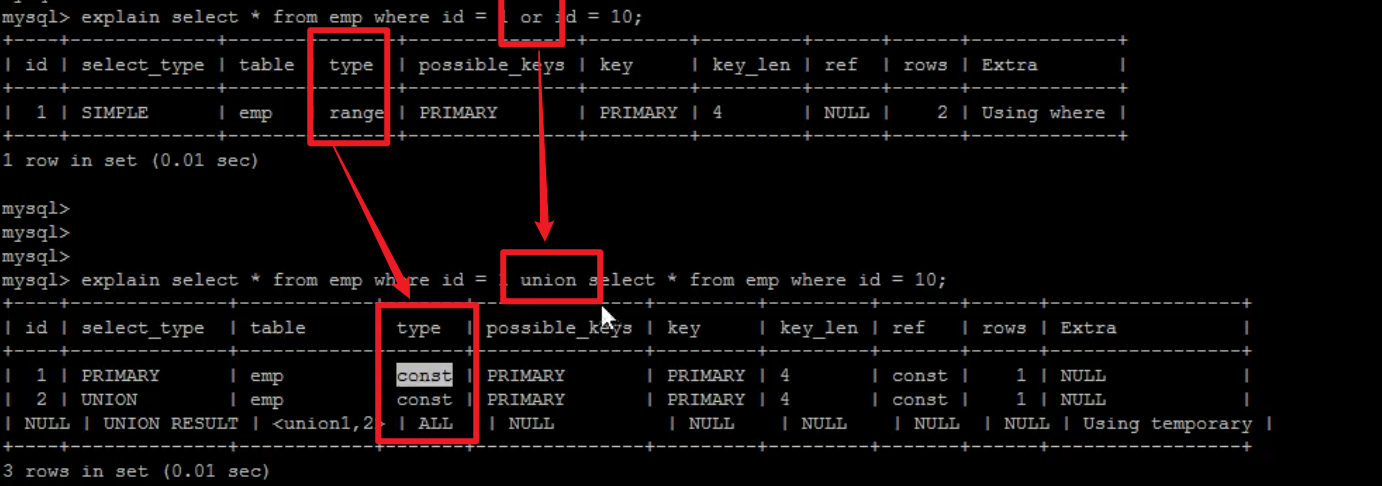 mysql> explain select * from emp where id = 1 or id = 10;
+----+-------------+-------+-------+---------------+---------+---------+------+------+-------------+
| id | select_type | table | type | possible_keys | key | key_len | ref | rows | Extra |
+----+-------------+-------+-------+---------------+---------+---------+------+------+-------------+
| 1 | SIMPLE | emp | range | PRIMARY | PRIMARY | 4 | NULL | 2 | Using where |
+----+-------------+-------+-------+---------------+---------+---------+------+------+-------------+
1 row in set (0.01 sec)
mysql>
mysql>
mysql>
mysql> explain select * from emp where id = 1 union select * from emp where id = 10;
+----+--------------+------------+-------+---------------+---------+---------+-------+------+-----------------+
| id | select_type | table | type | possible_keys | key | key_len | ref | rows | Extra |
+----+--------------+------------+-------+---------------+---------+---------+-------+------+-----------------+
| 1 | PRIMARY | emp | const | PRIMARY | PRIMARY | 4 | const | 1 | NULL |
| 2 | UNION | emp | const | PRIMARY | PRIMARY | 4 | const | 1 | NULL |
| NULL | UNION RESULT | <union1,2> | ALL | NULL | NULL | NULL | NULL | NULL | Using temporary |
+----+--------------+------------+-------+---------------+---------+---------+-------+------+-----------------+
3 rows in set (0.01 sec)